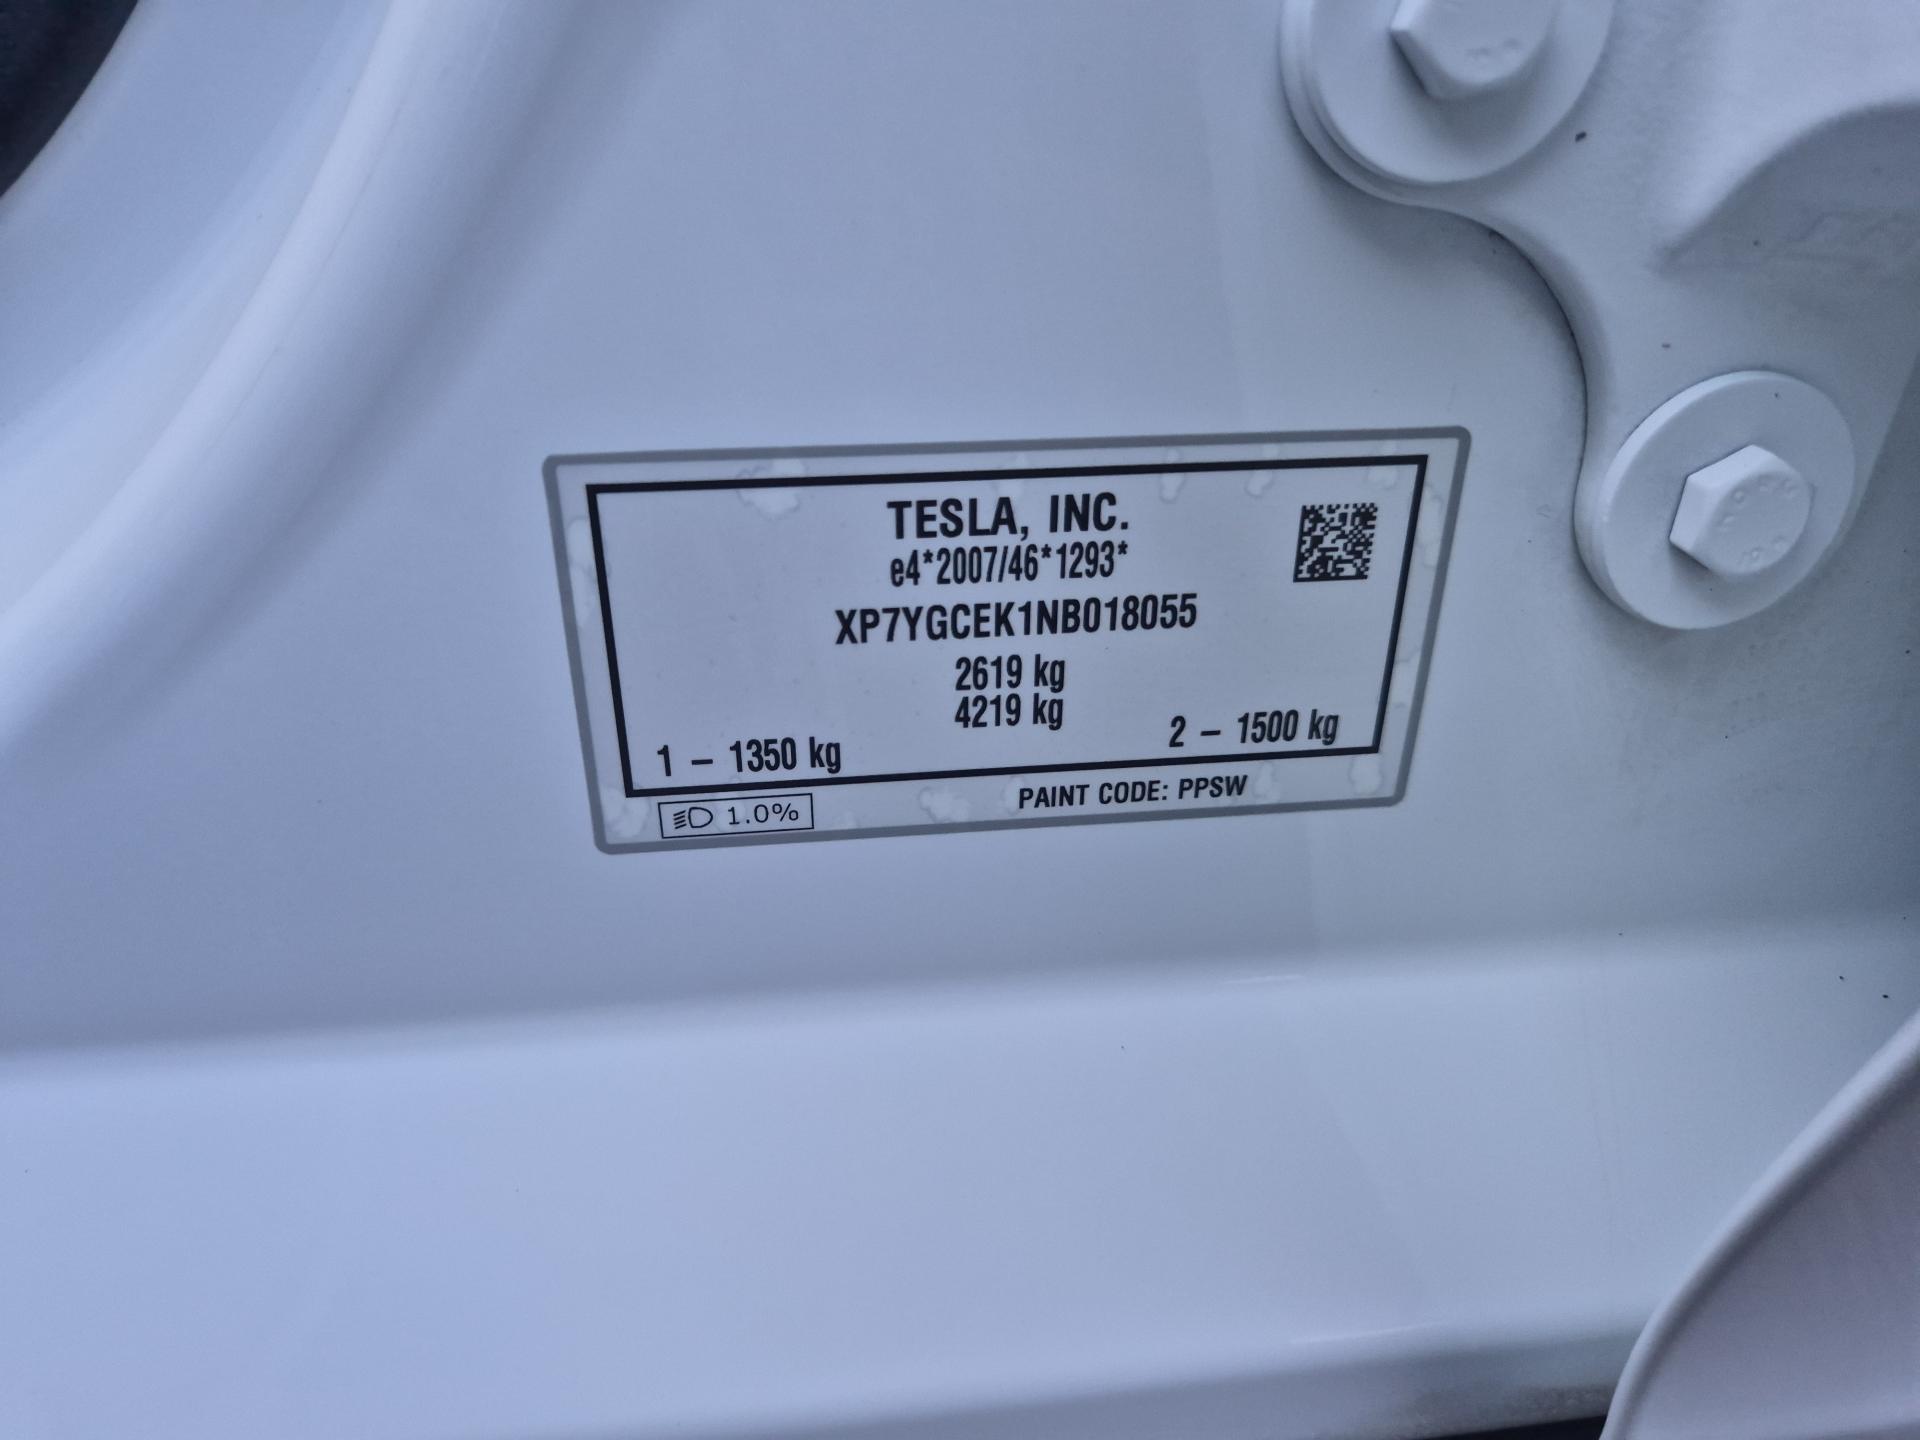 TESLA, INC.
e4*2007/46*1293*
XP7YGCEK1NB018055
2619 kg
4219 kg
1 – 1350 kg
2 – 1500 kg
1.0%
PAINT CODE: PPSW